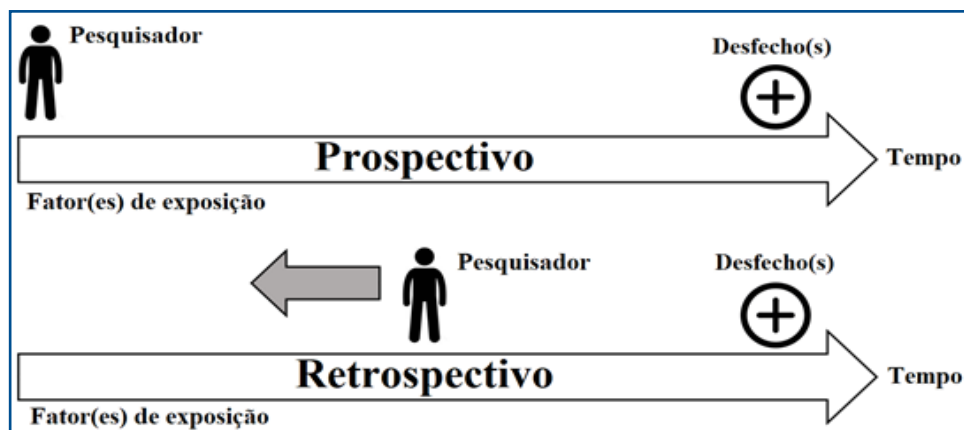 Pesquisador
Desfecho(s)
Prospectivo
Tempo
Fator(es) de exposição
Pesquisador
Desfecho(s)
Retrospectivo
Tempo
Fator(es) de exposição